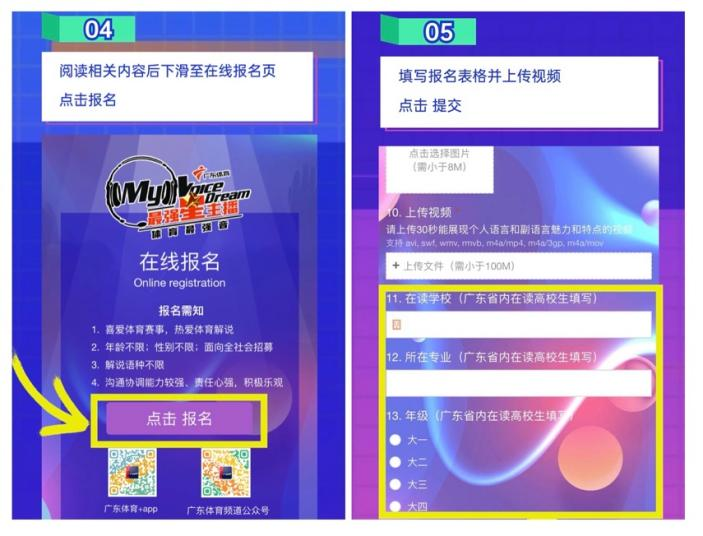 04
阅读相关内容后下滑至在线报名页
点击报名
广东体育
My Voice
Dream
最强星主播
体育最强音
在线报名
Online registration
报名需知
1. 喜爱体育赛事，热爱体育解说
2. 年龄不限；性别不限；面向全社会招募
3. 解说语种不限
4. 沟通协调能力较强、责任心强，积极乐观
点击 报名
广东体育+app
广东体育频道公众号
05
填写报名表格并上传视频
点击 提交
点击选择图片
（需小于8M）
10. 上传视频
请上传30秒能展现个人语言和副语言魅力和特点的视频
支持 avi, swf, wmv, rmvb, m4a/mp4, m4a/3gp, m4a/mov
+ 上传文件（需小于100M）
11. 在读学校（广东省内在读高校生填写）
12. 所在专业（广东省内在读高校生填写）
13. 年级（广东省内在读高校生填写）
大一
大二
大三
大四